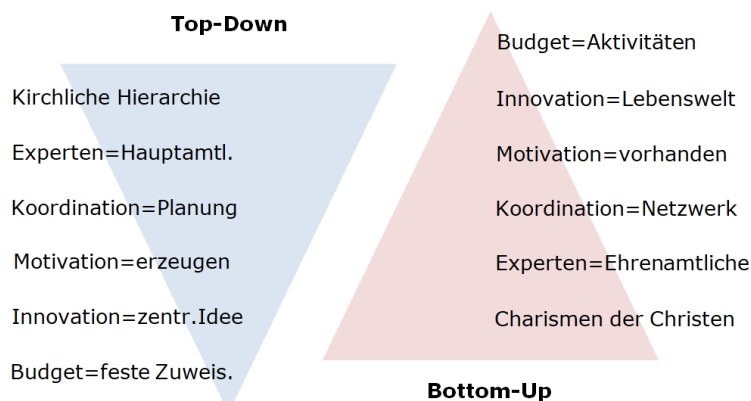 Top-Down
Kirchliche Hierarchie
Experten=Hauptamtl.
Koordination=Planung
Motivation=erzeugen
Innovation=zentr.Idee
Budget=feste Zuweis.
Budget=Aktivitäten
Innovation=Lebenswelt
Motivation=vorhanden
Koordination=Netzwerk
Experten=Ehrenamtliche
Charismen der Christen
Bottom-Up